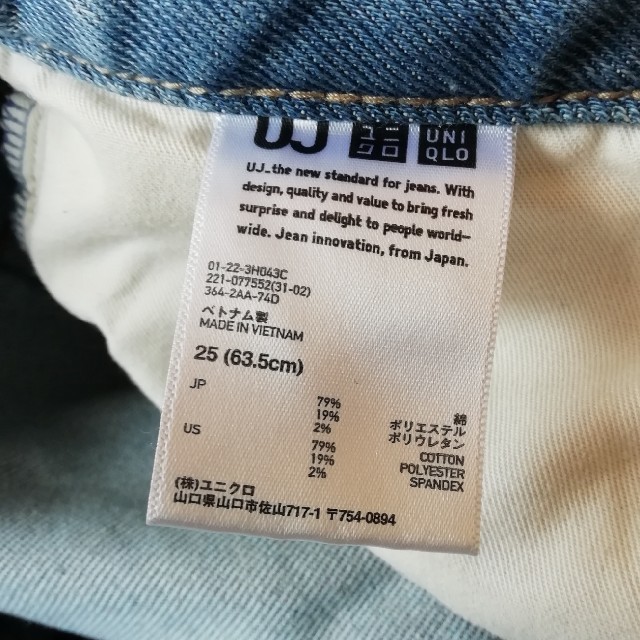 UJ ユニクロ UNIQLO
UJ—the new standard for jeans. With
design, quality and value to bring fresh
surprise and delight to people world–
wide. Jean innovation, from Japan.
01-22-3H043C
221-077552(31-02)
364-2AA-74D
ベトナム製
MADE IN VIETNAM
25 (63.5cm)
JP
79% 綿
19% ポリエステル
2% ポリウレタン
US
79% COTTON
19% POLYESTER
2% SPANDEX
(株)ユニクロ
山口県山口市佐山717-1 〒754-0894